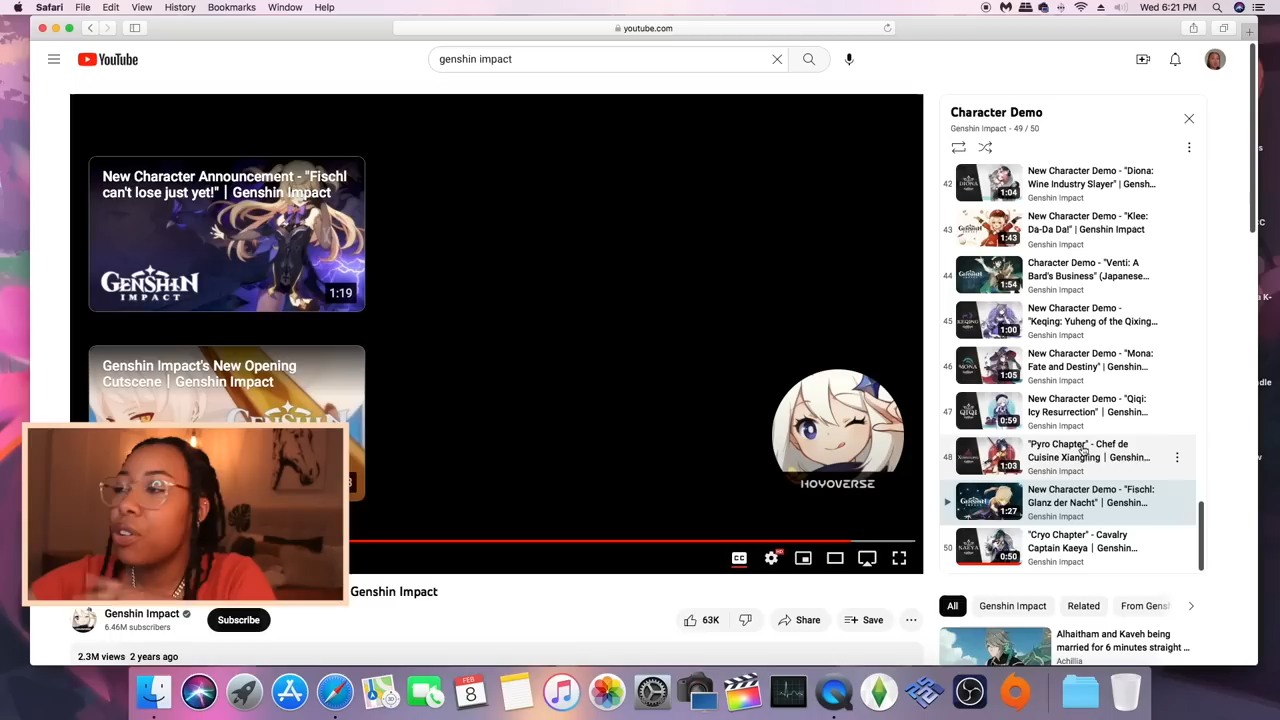 Safari File Edit View History Bookmarks Window Help
Wed 6:21 PM
youtube.com
YouTube
genshin impact
New Character Announcement - "Fischl
can't lose just yet!" | Genshin Impact
GENSHIN
IMPACT
1:19
Genshin Impact's New Opening
Cutscene | Genshin Impact
HOYOVERSE
CC
HD
Genshin Impact
Genshin Impact
6.46M subscribers
Subscribe
63K
Share
Save
2.3M views 2 years ago
Character Demo
Genshin Impact - 49 / 50
42
DIONA
1:04
New Character Demo - "Diona:
Wine Industry Slayer" | Gensh...
Genshin Impact
43
1:43
New Character Demo - "Klee:
Da-Da Da!" | Genshin Impact
Genshin Impact
44
1:54
Character Demo - "Venti: A
Bard's Business" (Japanese...
Genshin Impact
45
KEQING
1:00
New Character Demo -
"Keqing: Yuheng of the Qixing...
Genshin Impact
46
MONA
1:05
New Character Demo - "Mona:
Fate and Destiny" | Genshin...
Genshin Impact
47
QIQI
0:59
New Character Demo - "Qiqi:
Icy Resurrection" | Genshin...
Genshin Impact
48
1:03
"Pyro Chapter" - Chef de
Cuisine Xiangling | Genshin...
Genshin Impact
1:27
New Character Demo - "Fischl:
Glanz der Nacht" | Genshin...
Genshin Impact
50
KAEYA
0:50
"Cryo Chapter" - Cavalry
Captain Kaeya | Genshin...
Genshin Impact
All
Genshin Impact
Related
From Gensh
Alhaitham and Kaveh being
married for 6 minutes straight ...
Achillia
FEB
8